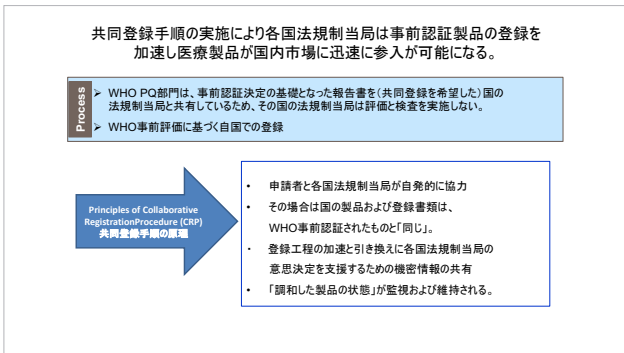 共同登録手順の実施により各国法規制当局は事前認証製品の登録を
加速し医療製品が国内市場に迅速に参入が可能になる。
Process
➢ WHO PQ部門は、事前認証決定の基礎となった報告書を(共同登録を希望した)国の
法規制当局と共有しているため、その国の法規制当局は評価と検査を実施しない。
➢ WHO事前評価に基づく自国での登録
Principles of Collaborative
RegistrationProcedure (CRP)
共同登録手順の原理
• 申請者と各国法規制当局が自発的に協力
• その場合は国の製品および登録書類は、
WHO事前認証されたものと「同じ」。
・ 登録工程の加速と引き換えに各国法規制当局の
意思決定を支援するための機密情報の共有
• 「調和した製品の状態」が監視および維持される。